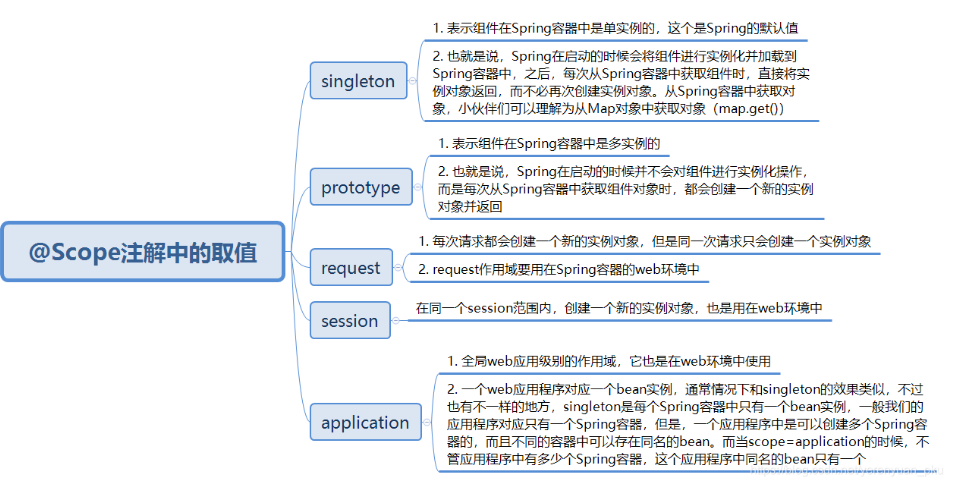 @Scope注解中的取值
singleton
1. 表示组件在Spring容器中是单实例的，这个是Spring的默认值
2. 也就是说，Spring在启动的时候会将组件进行实例化并加载到
Spring容器中，之后，每次从Spring容器中获取组件时，直接将实
例对象返回，而不必再次创建实例对象。从Spring容器中获取对
象，小伙伴们可以理解为从Map对象中获取对象（map.get()）
prototype
1. 表示组件在Spring容器中是多实例的
2. 也就是说，Spring在启动的时候并不会对组件进行实例化操作，
而是每次从Spring容器中获取组件对象时，都会创建一个新的实例
对象并返回
request
1. 每次请求都会创建一个新的实例对象，但是同一次请求只会创建一个实例对象
2. request作用域要用在Spring容器的web环境中
session
在同一个session范围内，创建一个新的实例对象，也是用在web环境中
application
1. 全局web应用级别的作用域，它也是在web环境中使用
2. 一个web应用程序对应一个bean实例，通常情况下和singleton的效果类似，不过
也有不一样的地方，singleton是每个Spring容器中只有一个bean实例，一般我们的
应用程序对应只有一个Spring容器，但是，一个应用程序中是可以创建多个Spring容
器的，而且不同的容器中可以存在同名的bean。而当scope=application的时候，不
管应用程序中有多少个Spring容器，这个应用程序中同名的bean只有一个